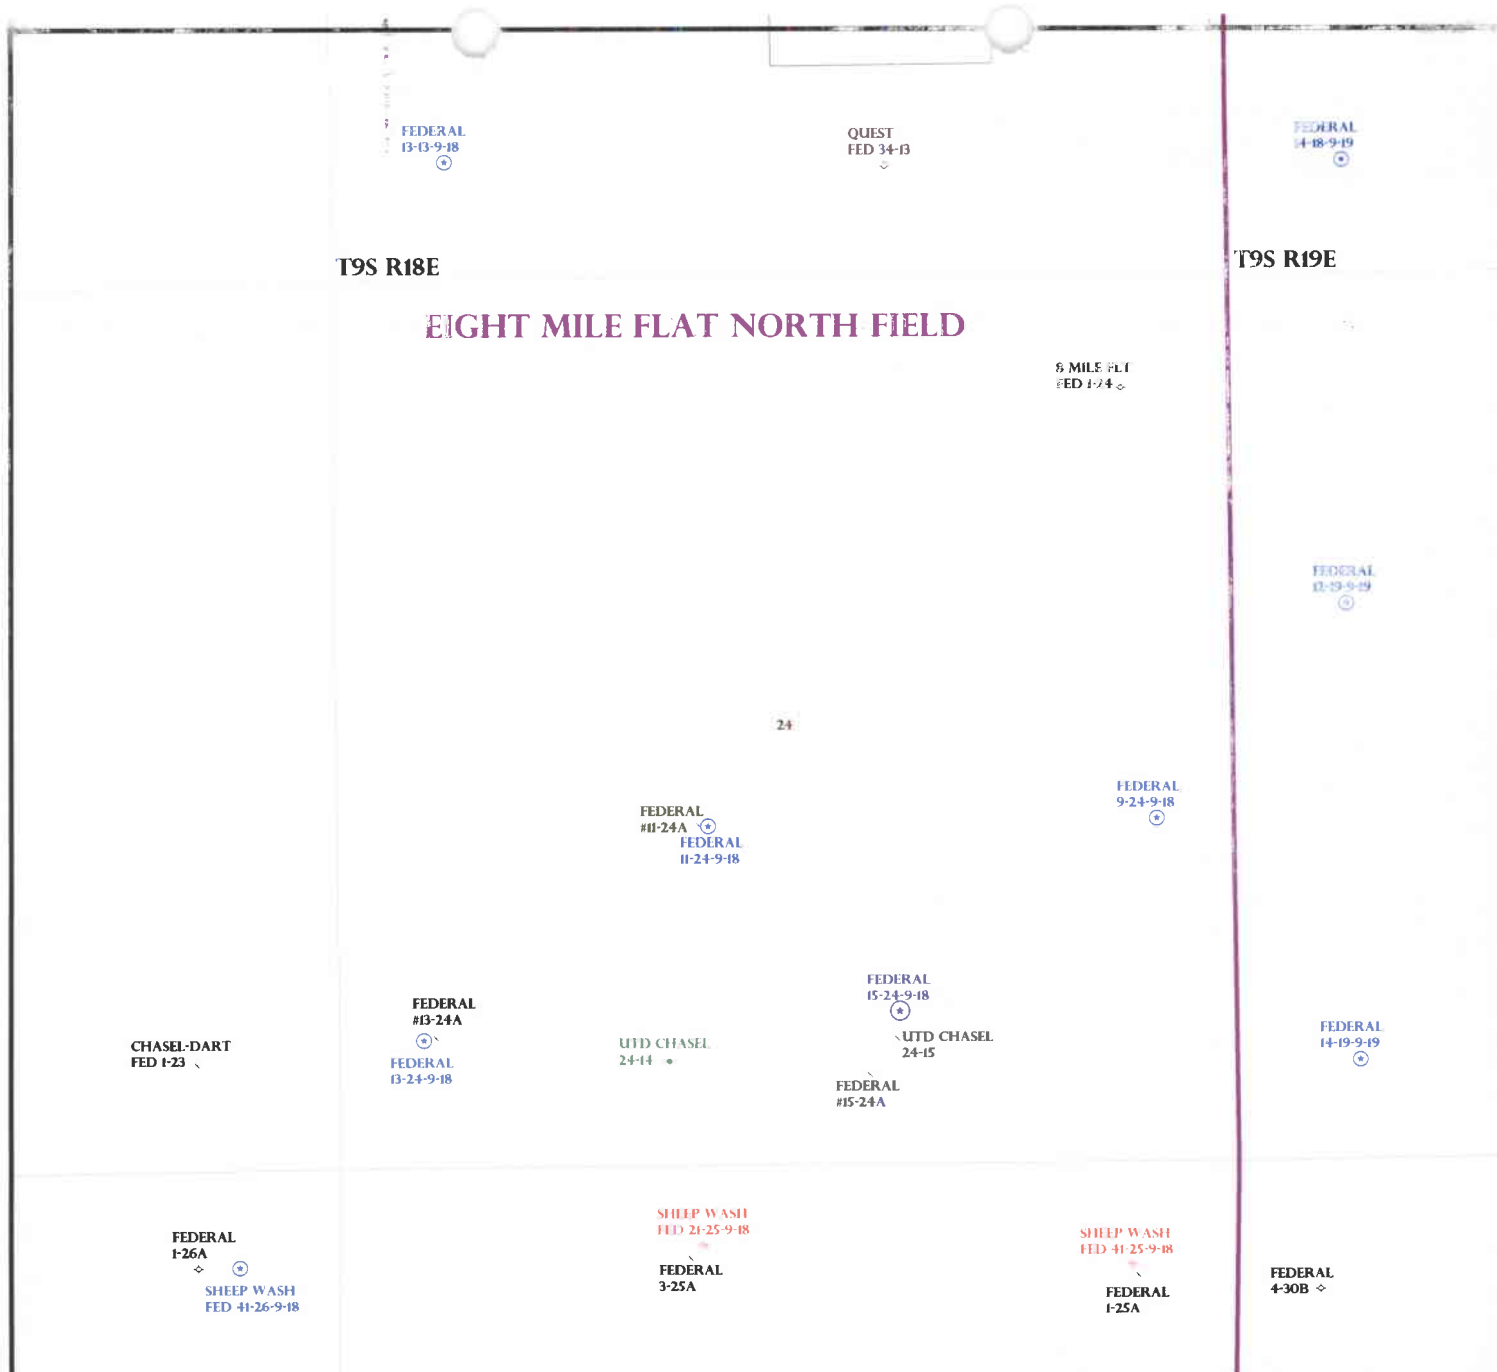 FEDERAL
13-13-9-18
QUEST
FED 34-13
FEDERAL
14-18-9-19
T9S R18E
T9S R19E
EIGHT MILE FLAT NORTH FIELD
8 MILE FLT
FED 1-24
FEDERAL
12-19-9-19
24
FEDERAL
9-24-9-18
FEDERAL
#11-24A
FEDERAL
11-24-9-18
FEDERAL
15-24-9-18
FEDERAL
#13-24A
FEDERAL
13-24-9-18
CHASEL-DART
FED 1-23
UTD CHASEL
24-14
UTD CHASEL
24-15
FEDERAL
#15-24A
FEDERAL
14-19-9-19
SHEEP WASH
FED 21-25-9-18
FEDERAL
3-25A
SHEEP WASH
FED 41-25-9-18
FEDERAL
1-25A
FEDERAL
1-26A
SHEEP WASH
FED 41-26-9-18
FEDERAL
4-30B